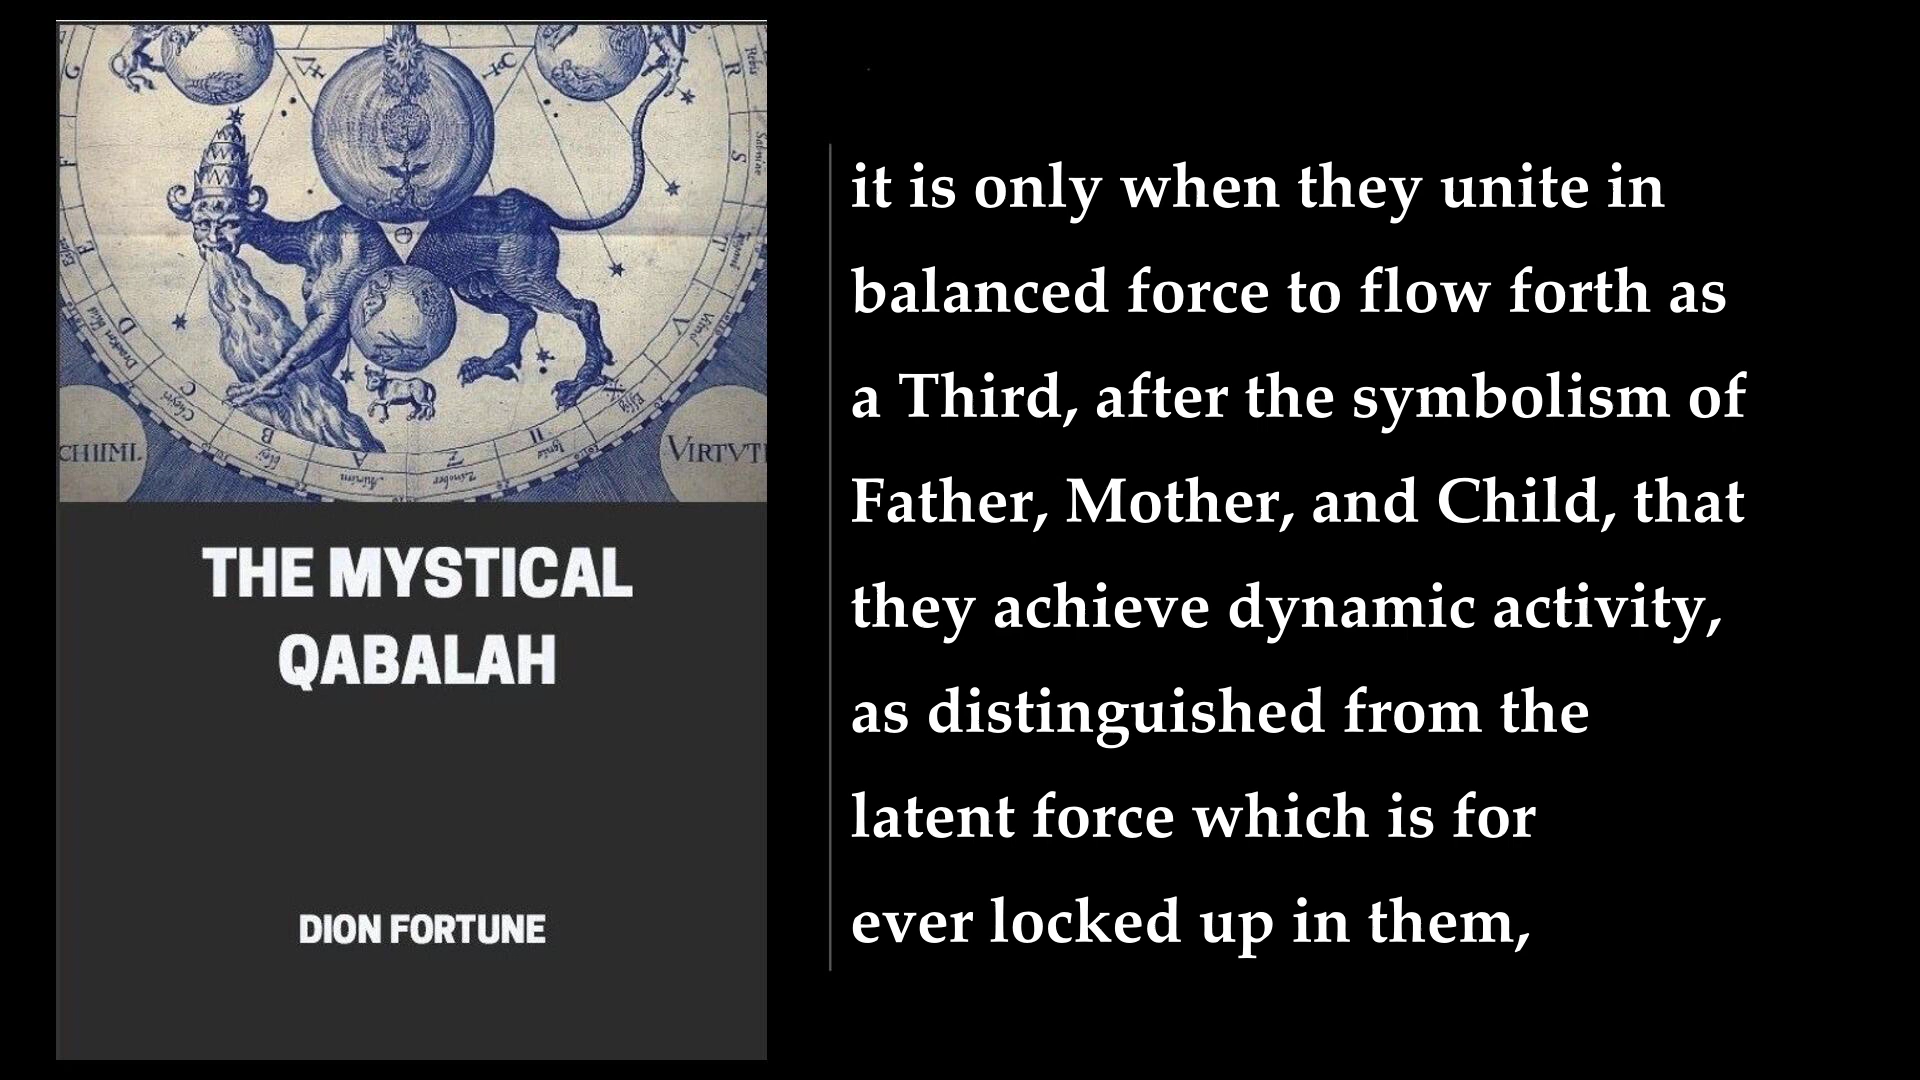 CHIIMI.
VIRTVTI
THE MYSTICAL
QABALAH
DION FORTUNE
it is only when they unite in
balanced force to flow forth as
a Third, after the symbolism of
Father, Mother, and Child, that
they achieve dynamic activity,
as distinguished from the
latent force which is for
ever locked up in them,